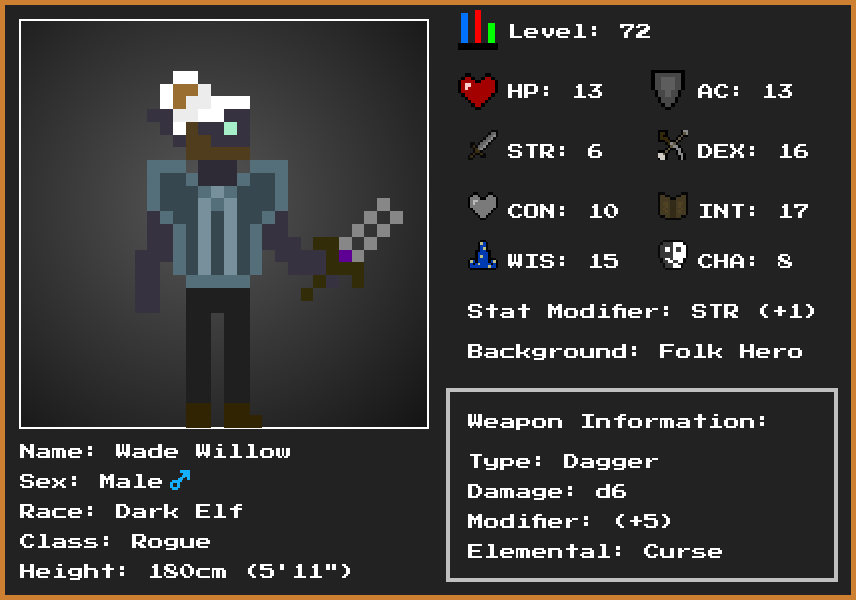 Level: 72
HP: 13 AC: 13
STR: 6 DEX: 16
CON: 10 INT: 17
WIS: 15 CHA: 8
Stat Modifier: STR (+1)
Background: Folk Hero
Weapon Information:
Type: Dagger
Damage: d6
Modifier: (+5)
Elemental: Curse
Name: Wade Willow
Sex: Male ♂
Race: Dark Elf
Class: Rogue
Height: 180cm (5'11")